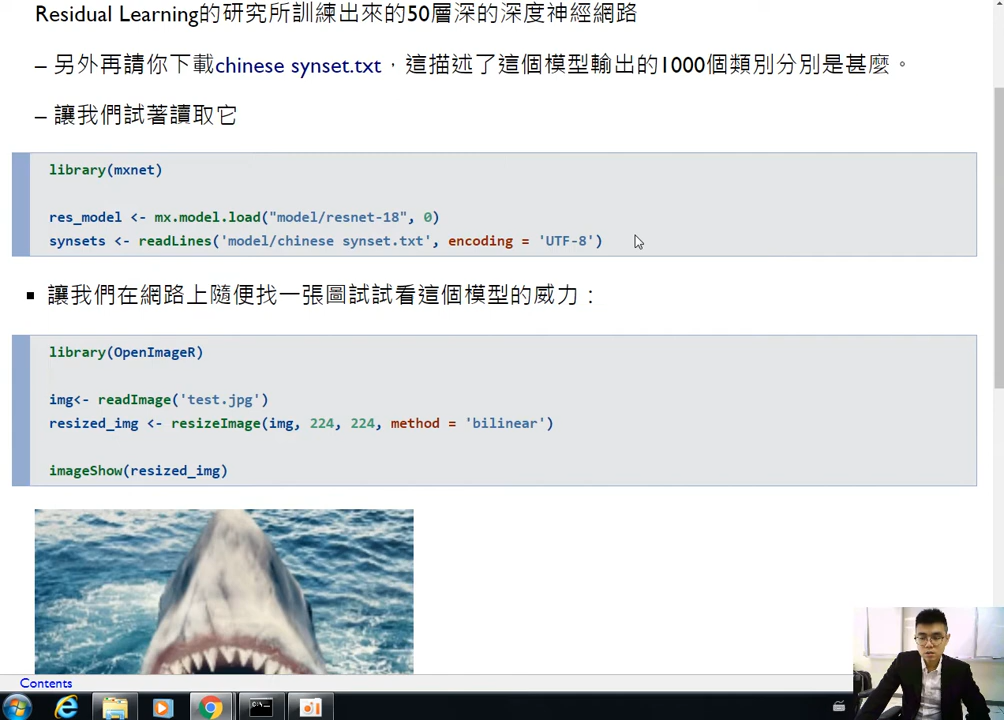 Residual Learning的研究所訓練出來的50層深的深度神經網路
– 另外再請你下載chinese synset.txt，這描述了這個模型輸出的1000個類別分別是甚麼。
– 讓我們試著讀取它
library(mxnet)
res_model <- mx.model.load("model/resnet-18", 0)
synsets <- readLines('model/chinese synset.txt', encoding = 'UTF-8')
▪ 讓我們在網路上隨便找一張圖試試看這個模型的威力：
library(OpenImageR)
img<- readImage('test.jpg')
resized_img <- resizeImage(img, 224, 224, method = 'bilinear')
imageShow(resized_img)
Contents